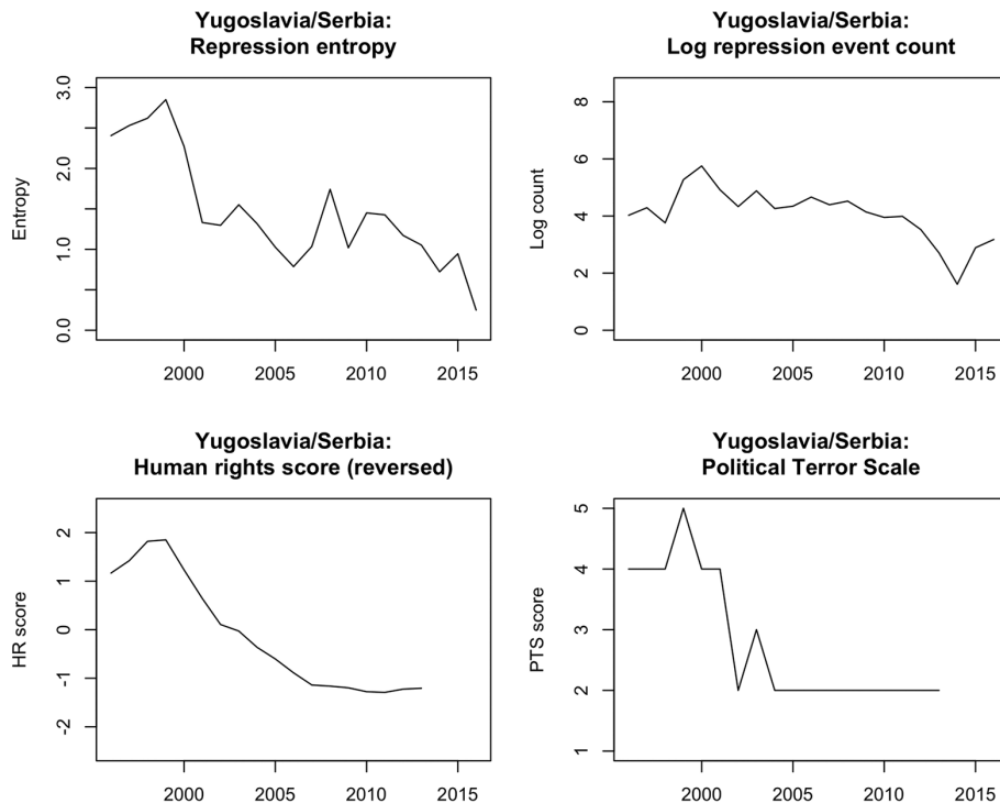 Yugoslavia/Serbia:
Repression entropy
Entropy
3.0
2.0
1.0
0.0
2000 2005 2010 2015
Yugoslavia/Serbia:
Log repression event count
Log count
8
6
4
2
0
2000 2005 2010 2015
Yugoslavia/Serbia:
Human rights score (reversed)
HR score
2
1
0
-1
-2
2000 2005 2010 2015
Yugoslavia/Serbia:
Political Terror Scale
PTS score
5
4
3
2
1
2000 2005 2010 2015